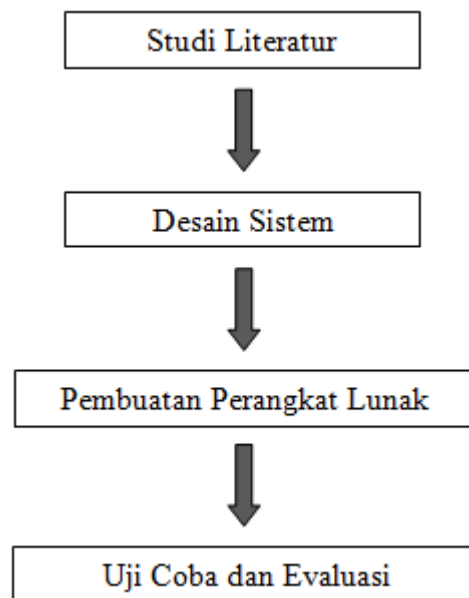 Studi Literatur
Desain Sistem
Pembuatan Perangkat Lunak
Uji Coba dan Evaluasi